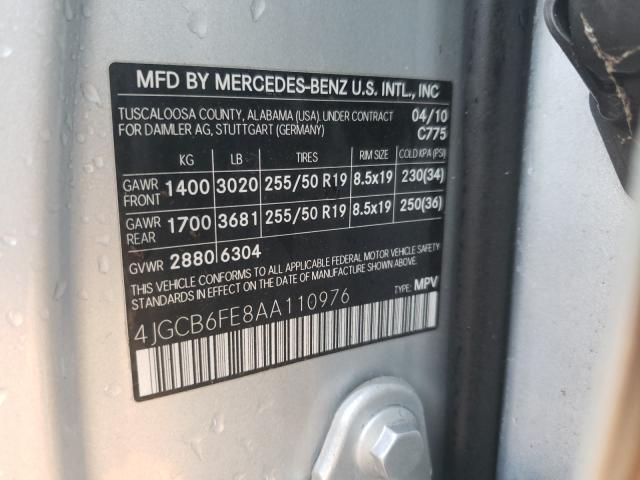 MFD BY MERCEDES-BENZ U.S. INTL., INC
TUSCALOOSA COUNTY, ALABAMA (USA). UNDER CONTRACT 04/10
FOR DAIMLER AG, STUTTGART (GERMANY) C775
KG LB TIRES RIM SIZE COLD KPA (PSI)
GAWR FRONT 1400 3020 255/50 R19 8.5x19 230(34)
GAWR REAR 1700 3681 255/50 R19 8.5x19 250(36)
GVWR 2880 6304
THIS VEHICLE CONFORMS TO ALL APPLICABLE FEDERAL MOTOR VEHICLE SAFETY
STANDARDS IN EFFECT ON THE DATE OF MANUFACTURE SHOWN ABOVE.
4JGCB6FE8AA110976 TYPE: MPV